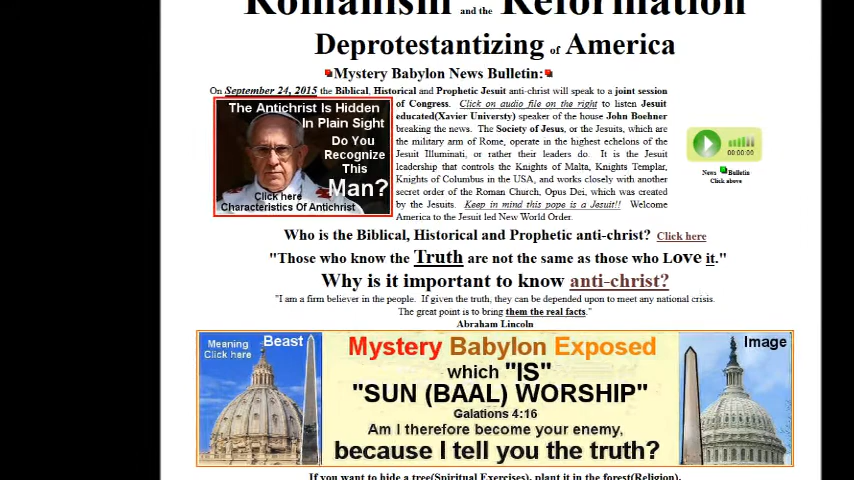 Romanism and the Reformation
Deprotestantizing of America
Mystery Babylon News Bulletin:
On September 24, 2015 the Biblical, Historical and Prophetic Jesuit anti-christ will speak to a joint session
of Congress. Click on audio file on the right to listen Jesuit
educated(Xavier Universty) speaker of the house John Boehner
breaking the news. The Society of Jesus, or the Jesuits, which are
the military arm of Rome, operate in the highest echelons of the
Jesuit Illuminati, or rather their leaders do. It is the Jesuit
leadership that controls the Knights of Malta, Knights Templar,
Knights of Columbus in the USA, and works closely with another
secret order of the Roman Church, Opus Dei, which was created
by the Jesuits. Keep in mind this pope is a Jesuit!! Welcome
America to the Jesuit led New World Order.
The Antichrist Is Hidden
In Plain Sight
Do You
Recognize
This
Man?
Click here
Characteristics Of Antichrist
00:00:00
News Bulletin
Click above
Who is the Biblical, Historical and Prophetic anti-christ? Click here
"Those who know the Truth are not the same as those who Love it."
Why is it important to know anti-christ?
"I am a firm believer in the people. If given the truth, they can be depended upon to meet any national crisis.
The great point is to bring them the real facts."
Abraham Lincoln
Meaning
Click here
Beast
Mystery Babylon Exposed
which "IS"
"SUN (BAAL) WORSHIP"
Galations 4:16
Am I therefore become your enemy,
because I tell you the truth?
Image
If you want to hide a tree(Spiritual Exercises), plant it in the forest(Religion).